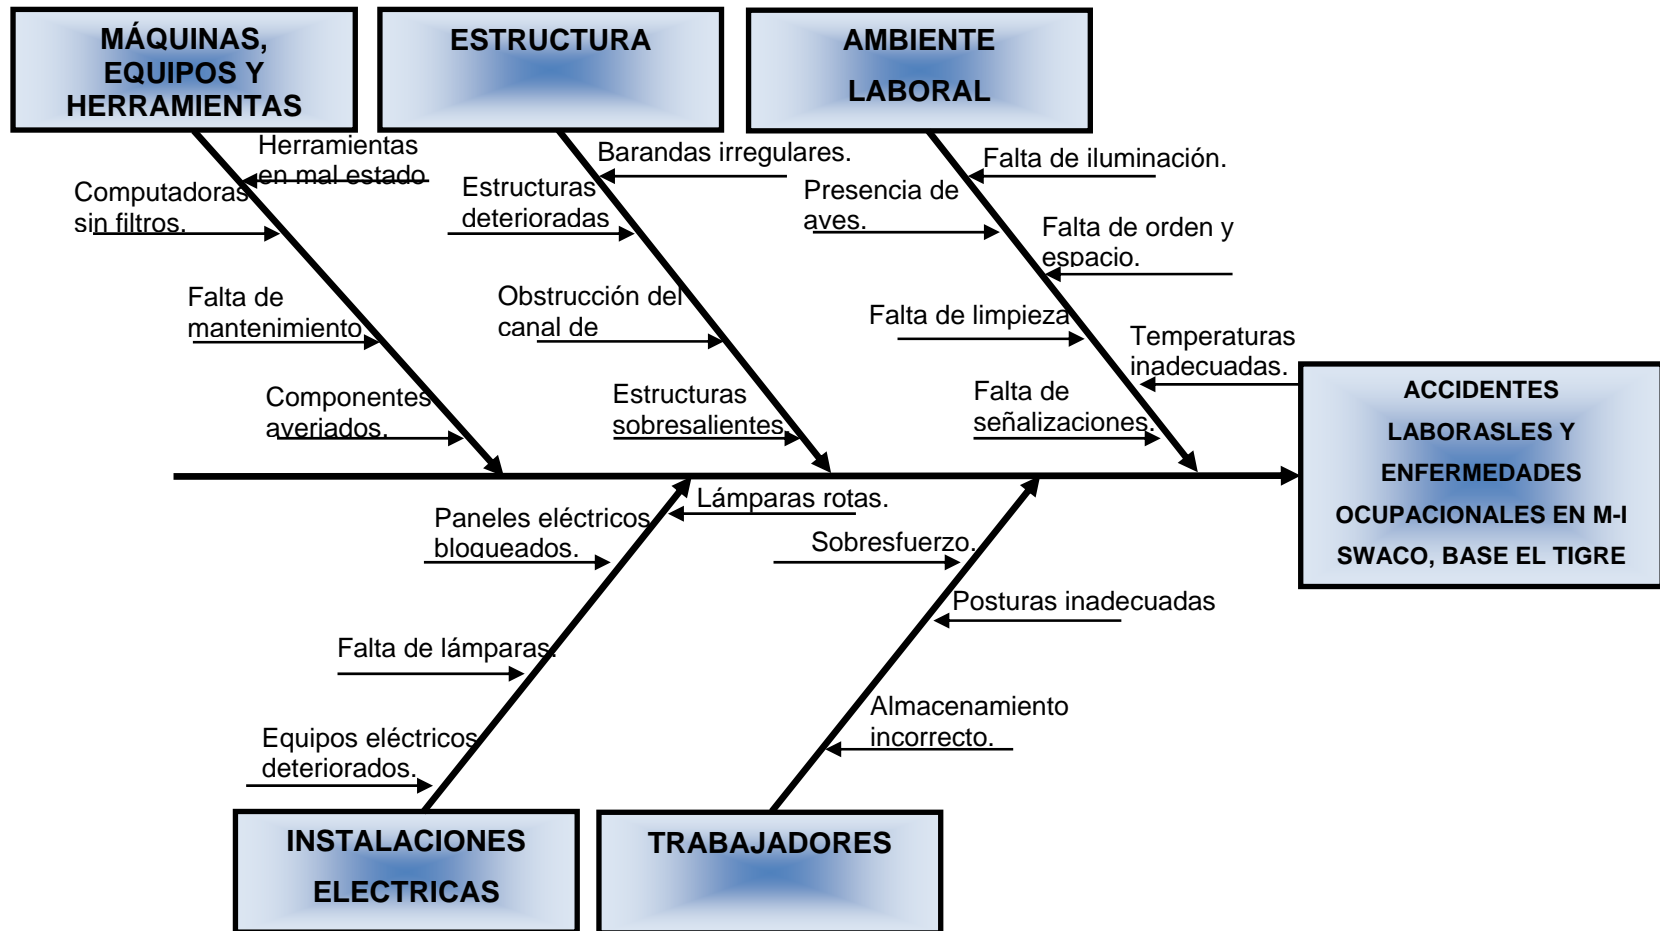 MÁQUINAS,
EQUIPOS Y
HERRAMIENTAS
ESTRUCTURA
AMBIENTE
LABORAL
Herramientas
en mal estado
Computadoras
sin filtros.
Falta de
mantenimiento
Componentes
averiados.
Barandas irregulares.
Estructuras
deterioradas
Obstrucción del
canal de
Estructuras
sobresalientes.
Falta de iluminación.
Presencia de
aves.
Falta de orden y
espacio.
Falta de limpieza
Temperaturas
inadecuadas.
Falta de
señalizaciones.
ACCIDENTES
LABORASLES Y
ENFERMEDADES
OCUPACIONALES EN M-I
SWACO, BASE EL TIGRE
Lámparas rotas.
Paneles eléctricos
bloqueados.
Falta de lámparas.
Equipos eléctricos
deteriorados.
Sobresfuerzo.
Posturas inadecuadas
Almacenamiento
incorrecto.
INSTALACIONES
ELECTRICAS
TRABAJADORES